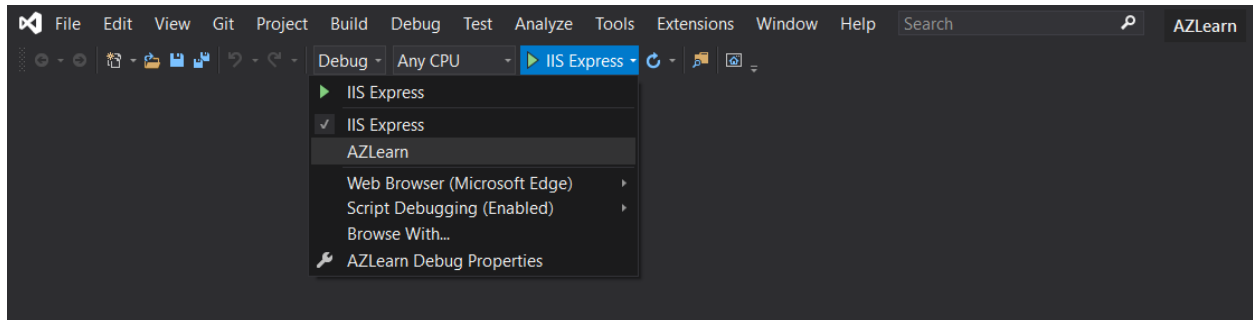 File Edit View Git Project Build Debug Test Analyze Tools Extensions Window Help Search AZLearn
Debug Any CPU IIS Express
IIS Express
IIS Express
AZLearn
Web Browser (Microsoft Edge)
Script Debugging (Enabled)
Browse With...
AZLearn Debug Properties